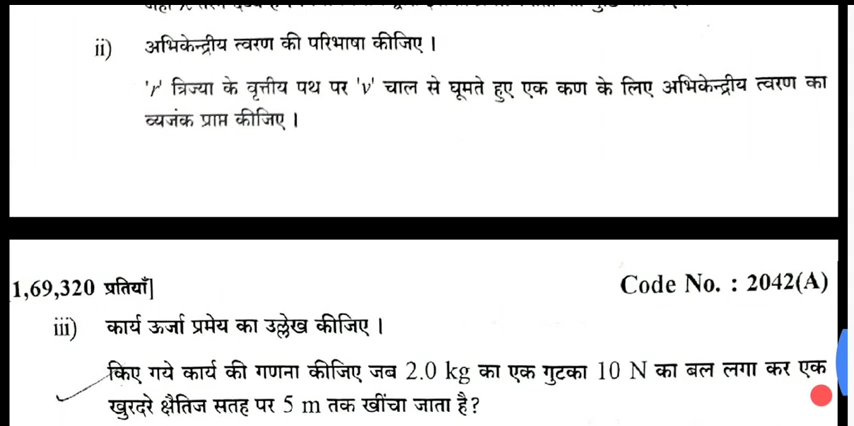 ii) अभिकेन्द्रीय त्वरण की परिभाषा कीजिए ।
'r' त्रिज्या के वृत्तीय पथ पर 'v' चाल से घूमते हुए एक कण के लिए अभिकेन्द्रीय त्वरण का
व्यजंक प्राप्त कीजिए ।
1,69,320 प्रतियाँ]
Code No. : 2042(A)
iii) कार्य ऊर्जा प्रमेय का उल्लेख कीजिए ।
किए गये कार्य की गणना कीजिए जब 2.0 kg का एक गुटका 10 N का बल लगा कर एक
खुरदरे क्षैतिज सतह पर 5 m तक खींचा जाता है?